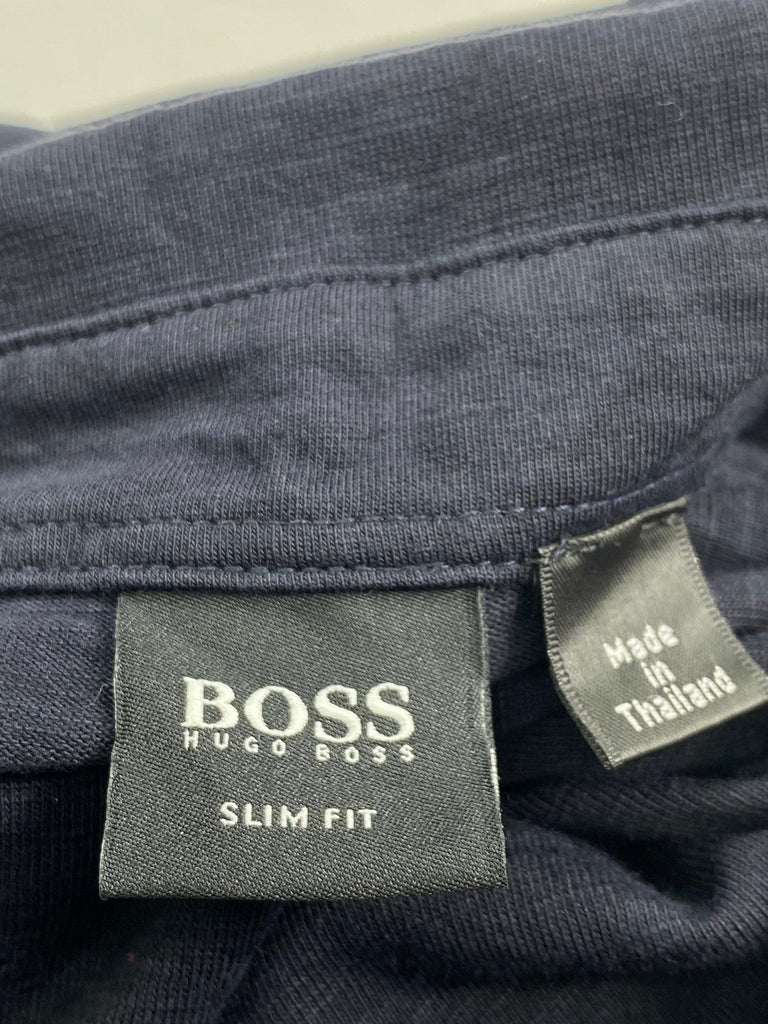 BOSS
HUGO BOSS
SLIM FIT
Made
in
Thailand